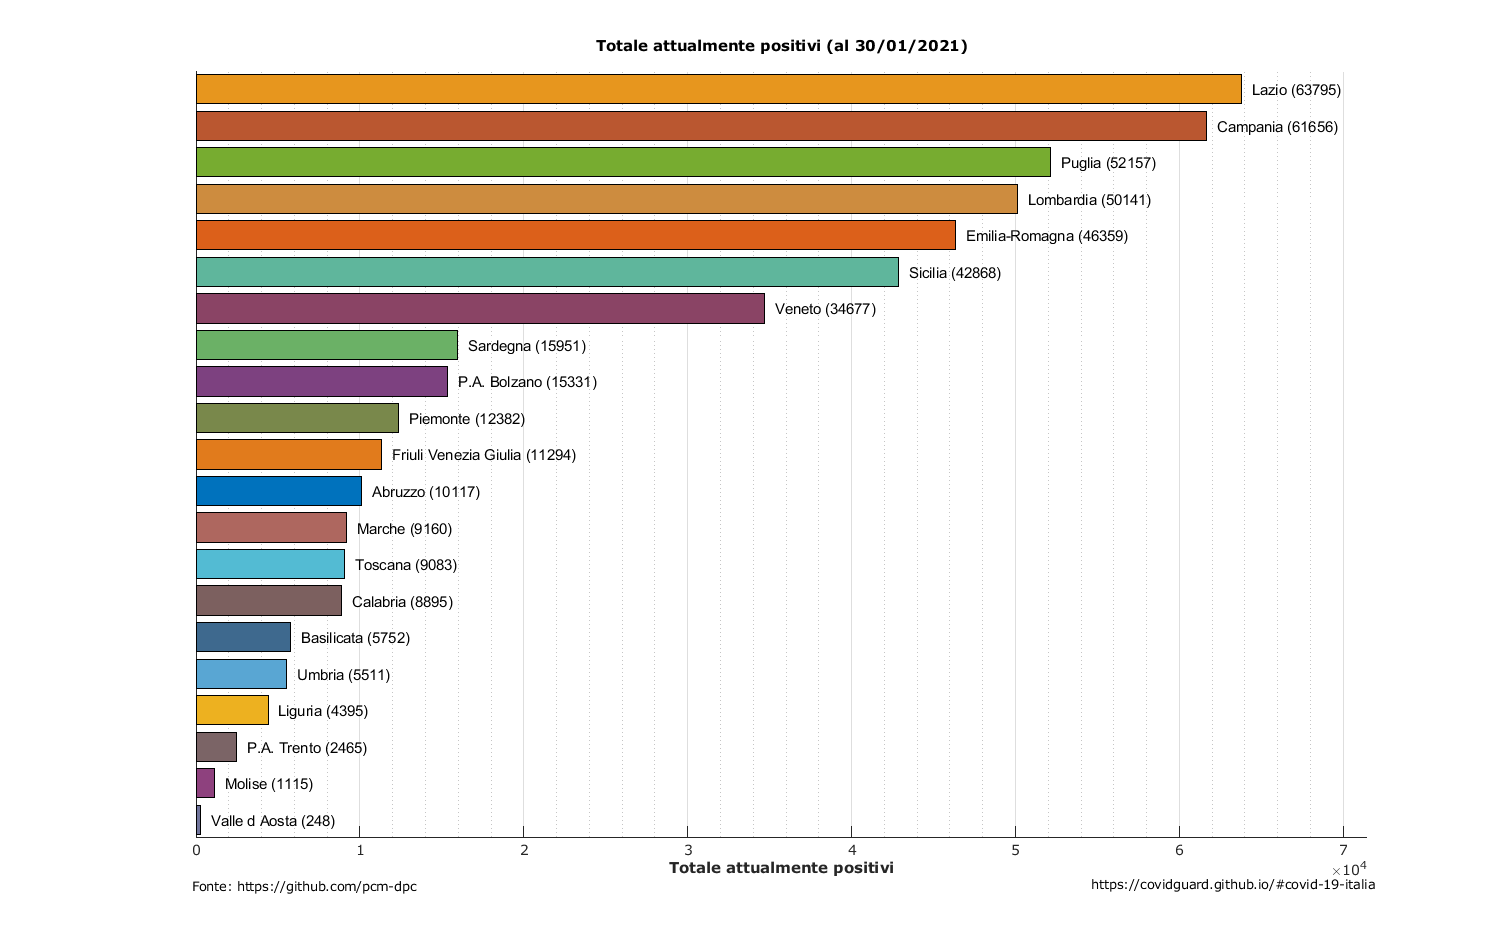 Totale attualmente positivi (al 30/01/2021)
Lazio (63795)
Campania (61656)
Puglia (52157)
Lombardia (50141)
Emilia-Romagna (46359)
Sicilia (42868)
Veneto (34677)
Sardegna (15951)
P.A. Bolzano (15331)
Piemonte (12382)
Friuli Venezia Giulia (11294)
Abruzzo (10117)
Marche (9160)
Toscana (9083)
Calabria (8895)
Basilicata (5752)
Umbria (5511)
Liguria (4395)
P.A. Trento (2465)
Molise (1115)
Valle d Aosta (248)
0 1 2 3 4 5 6 7
×10⁴
Totale attualmente positivi
Fonte: https://github.com/pcm-dpc
https://covidguard.github.io/#covid-19-italia